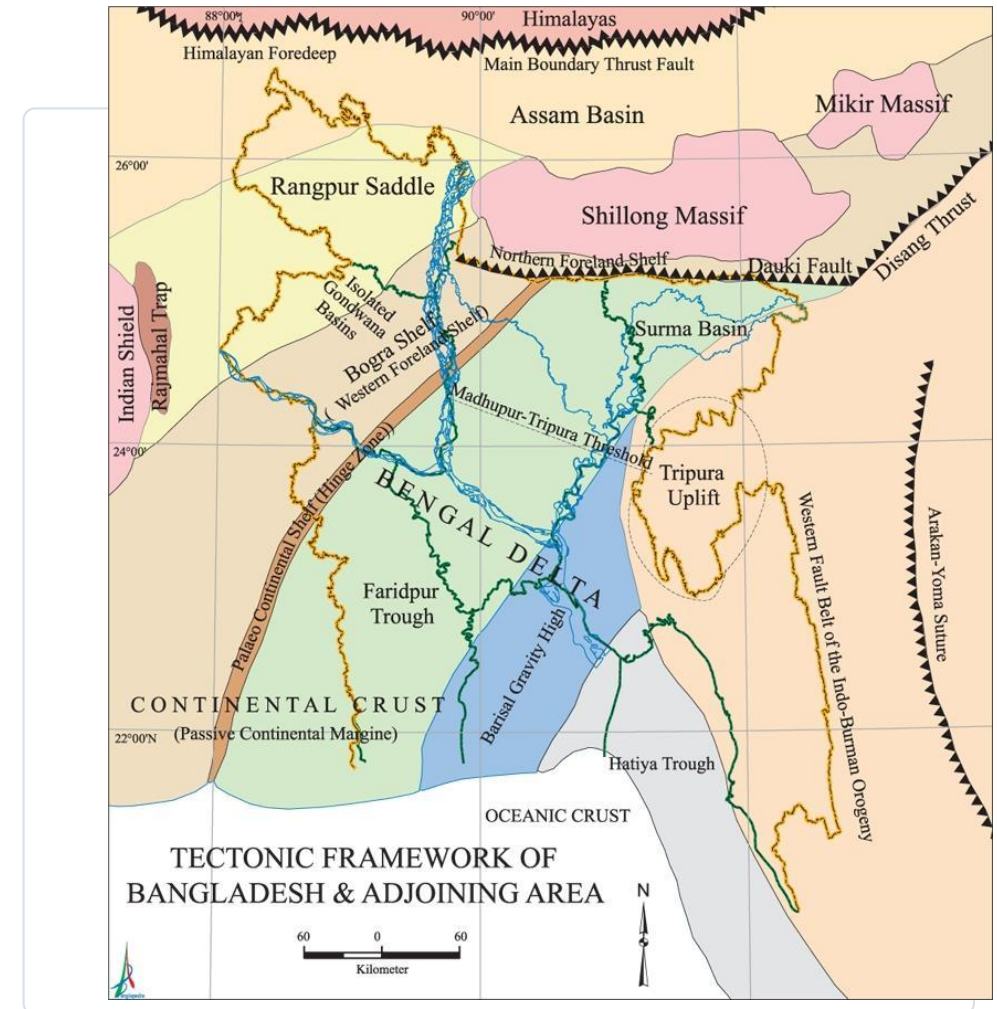 88°00'
90°00'
Himalayas
Himalayan Foredeep
Main Boundary Thrust Fault
Assam Basin
Mikir Massif
26°00'
Rangpur Saddle
Shillong Massif
Northern Foreland Shelf
Dauki Fault
Disang Thrust
Indian Shield
Rajmahal Trap
Isolated
Gondwana
Basins
Bogra Shelf
( Western Foreland Shelf)
Surma Basin
Madhupur-Tripura Threshold
24°00'
Palaeo Continental Shelf (Hinge Zone))
BENGAL DELTA
Tripura
Uplift
Western Fault Belt of the Indo-Burman Orogeny
Arakan-Yoma Suture
Faridpur
Trough
Barisal Gravity High
CONTINENTAL CRUST
22°00'N
(Passive Continental Margine)
Hatiya Trough
OCEANIC CRUST
TECTONIC FRAMEWORK OF
BANGLADESH & ADJOINING AREA
N
60 0 60
Kilometer